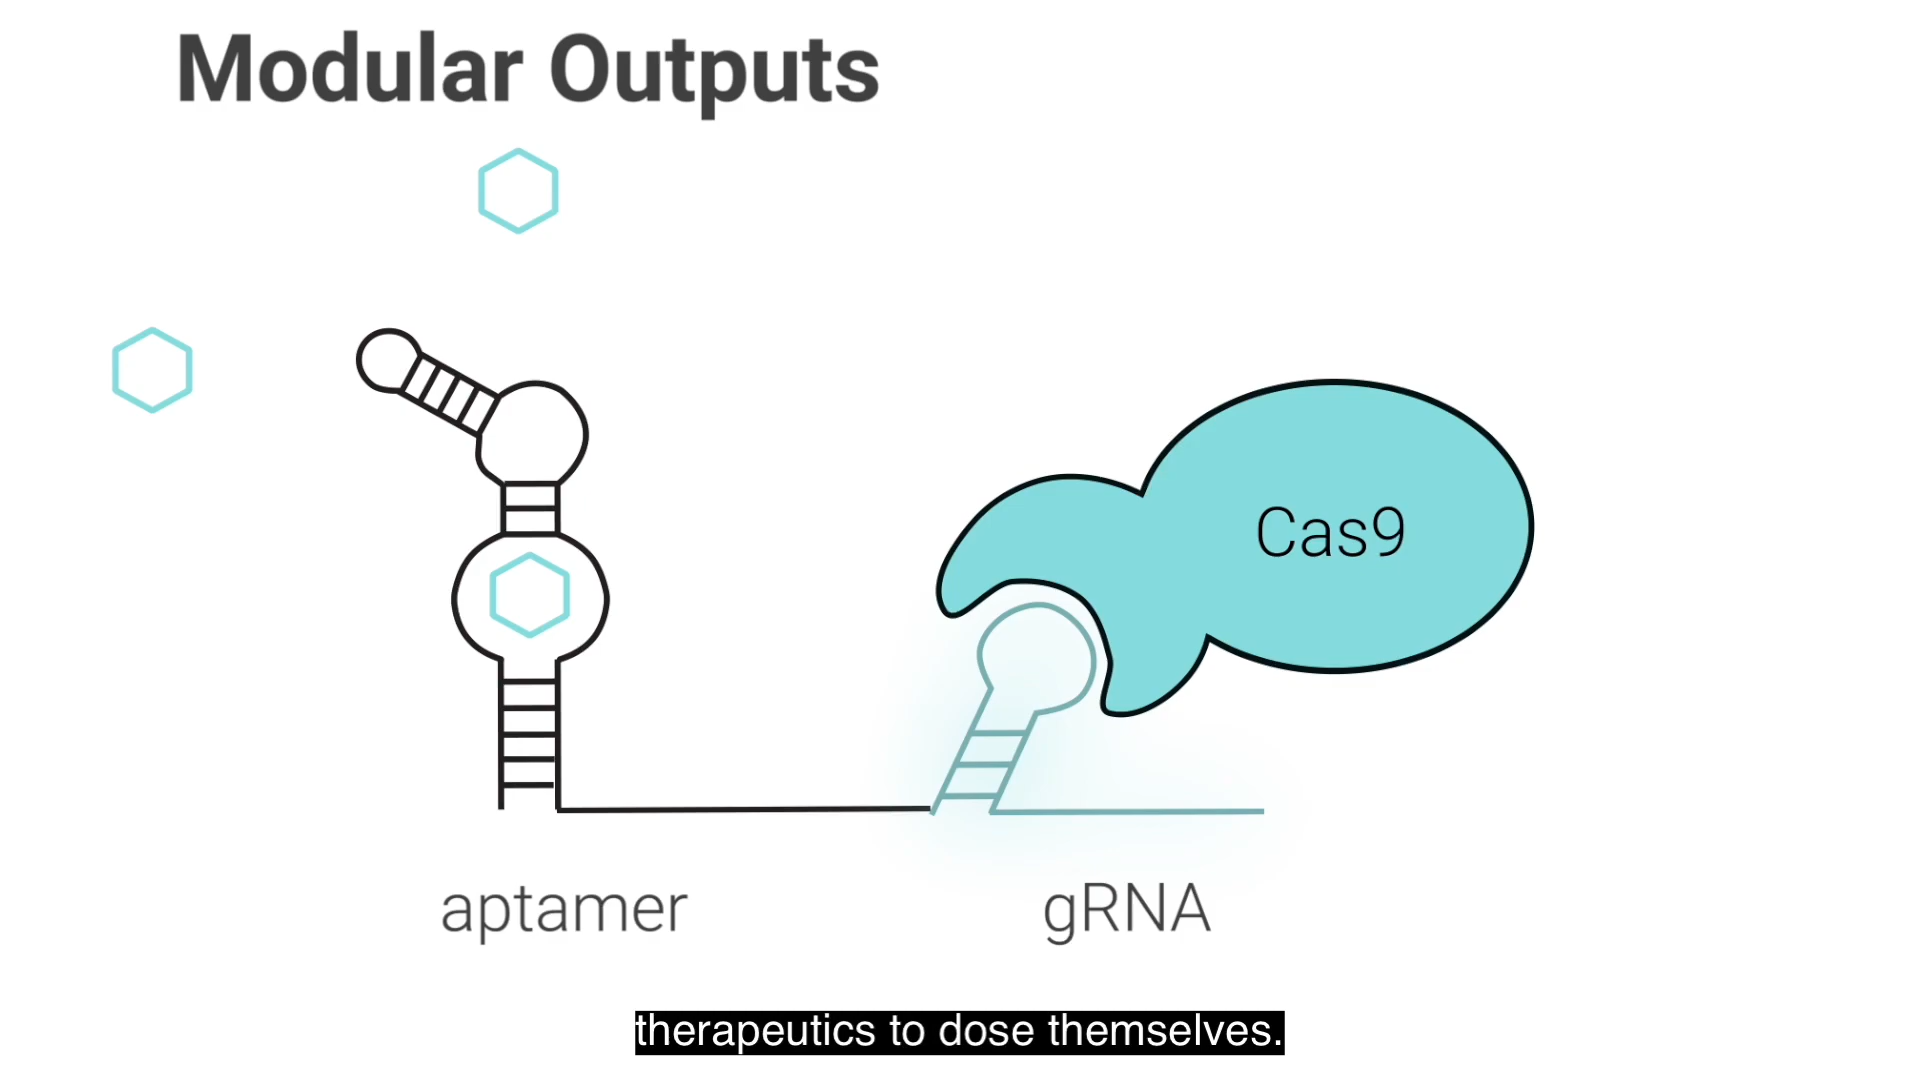 Modular Outputs
Cas9
aptamer
gRNA
therapeutics to dose themselves.